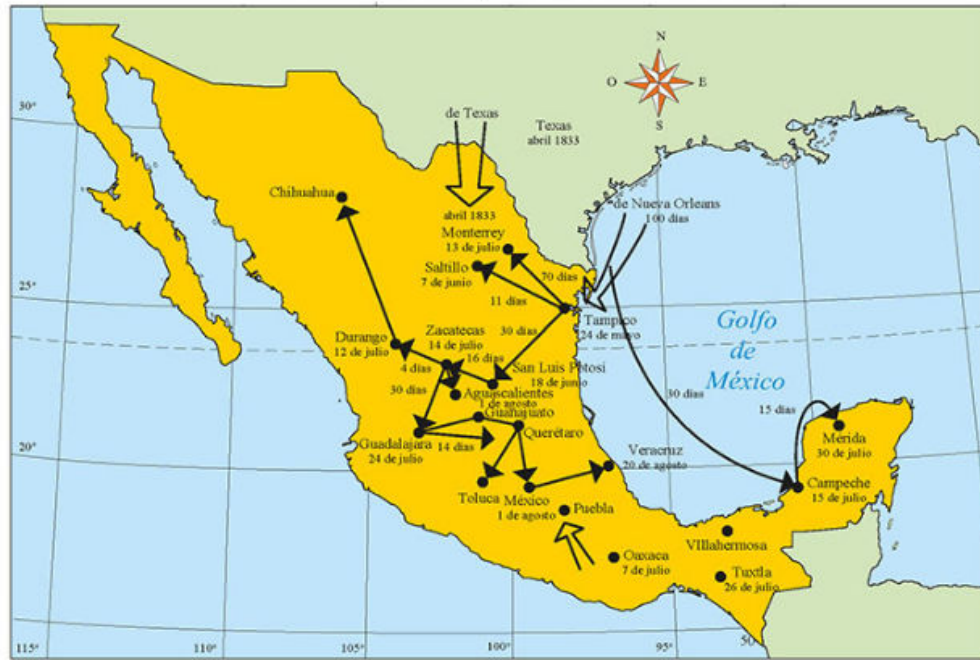 N
O
E
S
30°
25°
20°
115°
110°
105°
100°
95°
50
de Texas
Texas
abril 1833
Chihuahua
abril 1833
Monterrey
13 de julio
Saltillo
7 de junio
70 días
11 días
30 días
de Nueva Orleans
100 días
Tampico
24 de mayo
Golfo
de
México
Durango
12 de julio
Zacatecas
14 de julio
16 días
4 días
30 días
San Luis Potosi
18 de junio
Aguascalientes
1 de agosto
Guanajuato
Querétaro
Guadalajara
24 de julio
14 días
Toluca
México
1 de agosto
Puebla
Veracruz
20 de agosto
30 días
15 días
Mérida
30 de julio
Campeche
15 de julio
VIllahermosa
Oaxaca
7 de julio
Tuxtla
26 de julio